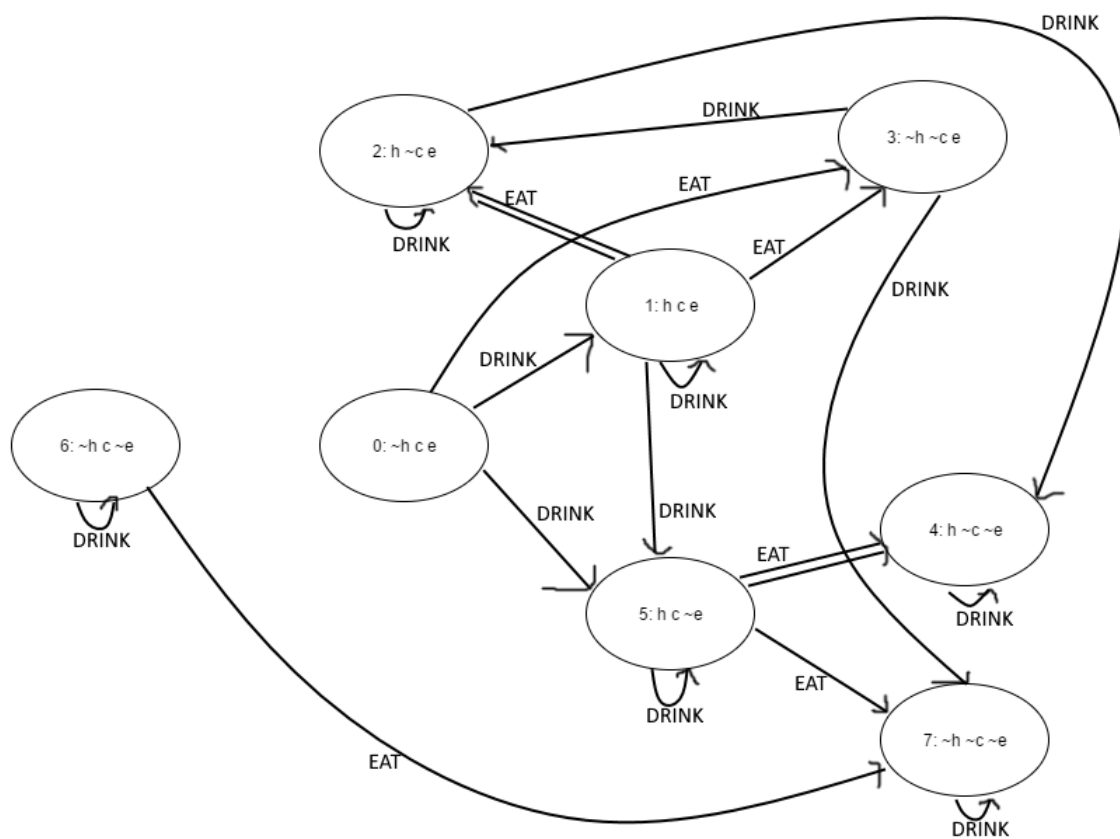 DRINK
DRINK
3: ~h ~c e
2: h ~c e
EAT
EAT
DRINK
EAT
DRINK
1: h c e
DRINK
DRINK
6: ~h c ~e
0: ~h c e
DRINK
DRINK
DRINK
4: h ~c ~e
EAT
5: h c ~e
DRINK
EAT
DRINK
7: ~h ~c ~e
EAT
DRINK